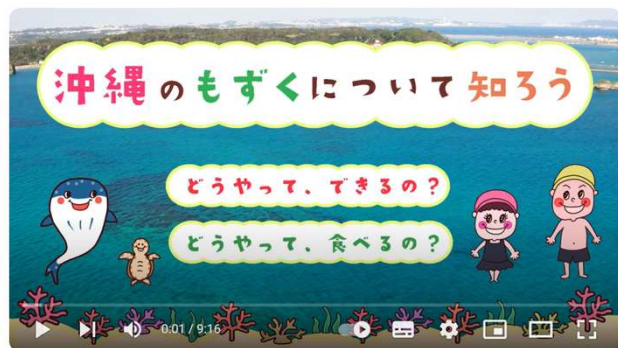 沖縄のもずくについて知ろう
どうやって、できるの？
どうやって、食べるの？
0:01 / 9:16